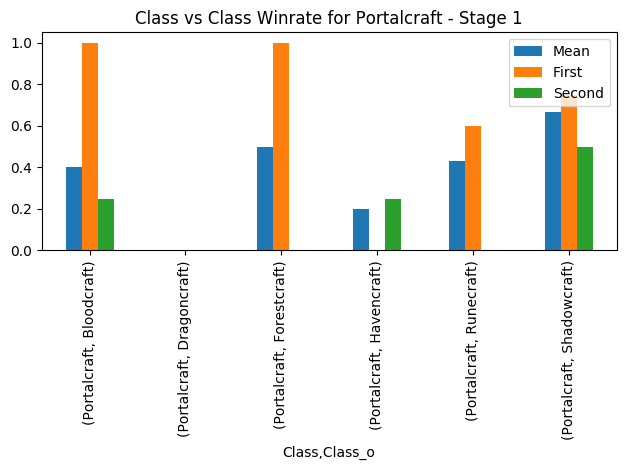 Class vs Class Winrate for Portalcraft - Stage 1
1.0
0.8
0.6
0.4
0.2
0.0
Mean
First
Second
(Portalcraft, Bloodcraft)
(Portalcraft, Dragoncraft)
(Portalcraft, Forestcraft)
(Portalcraft, Havencraft)
(Portalcraft, Runecraft)
(Portalcraft, Shadowcraft)
Class,Class_o